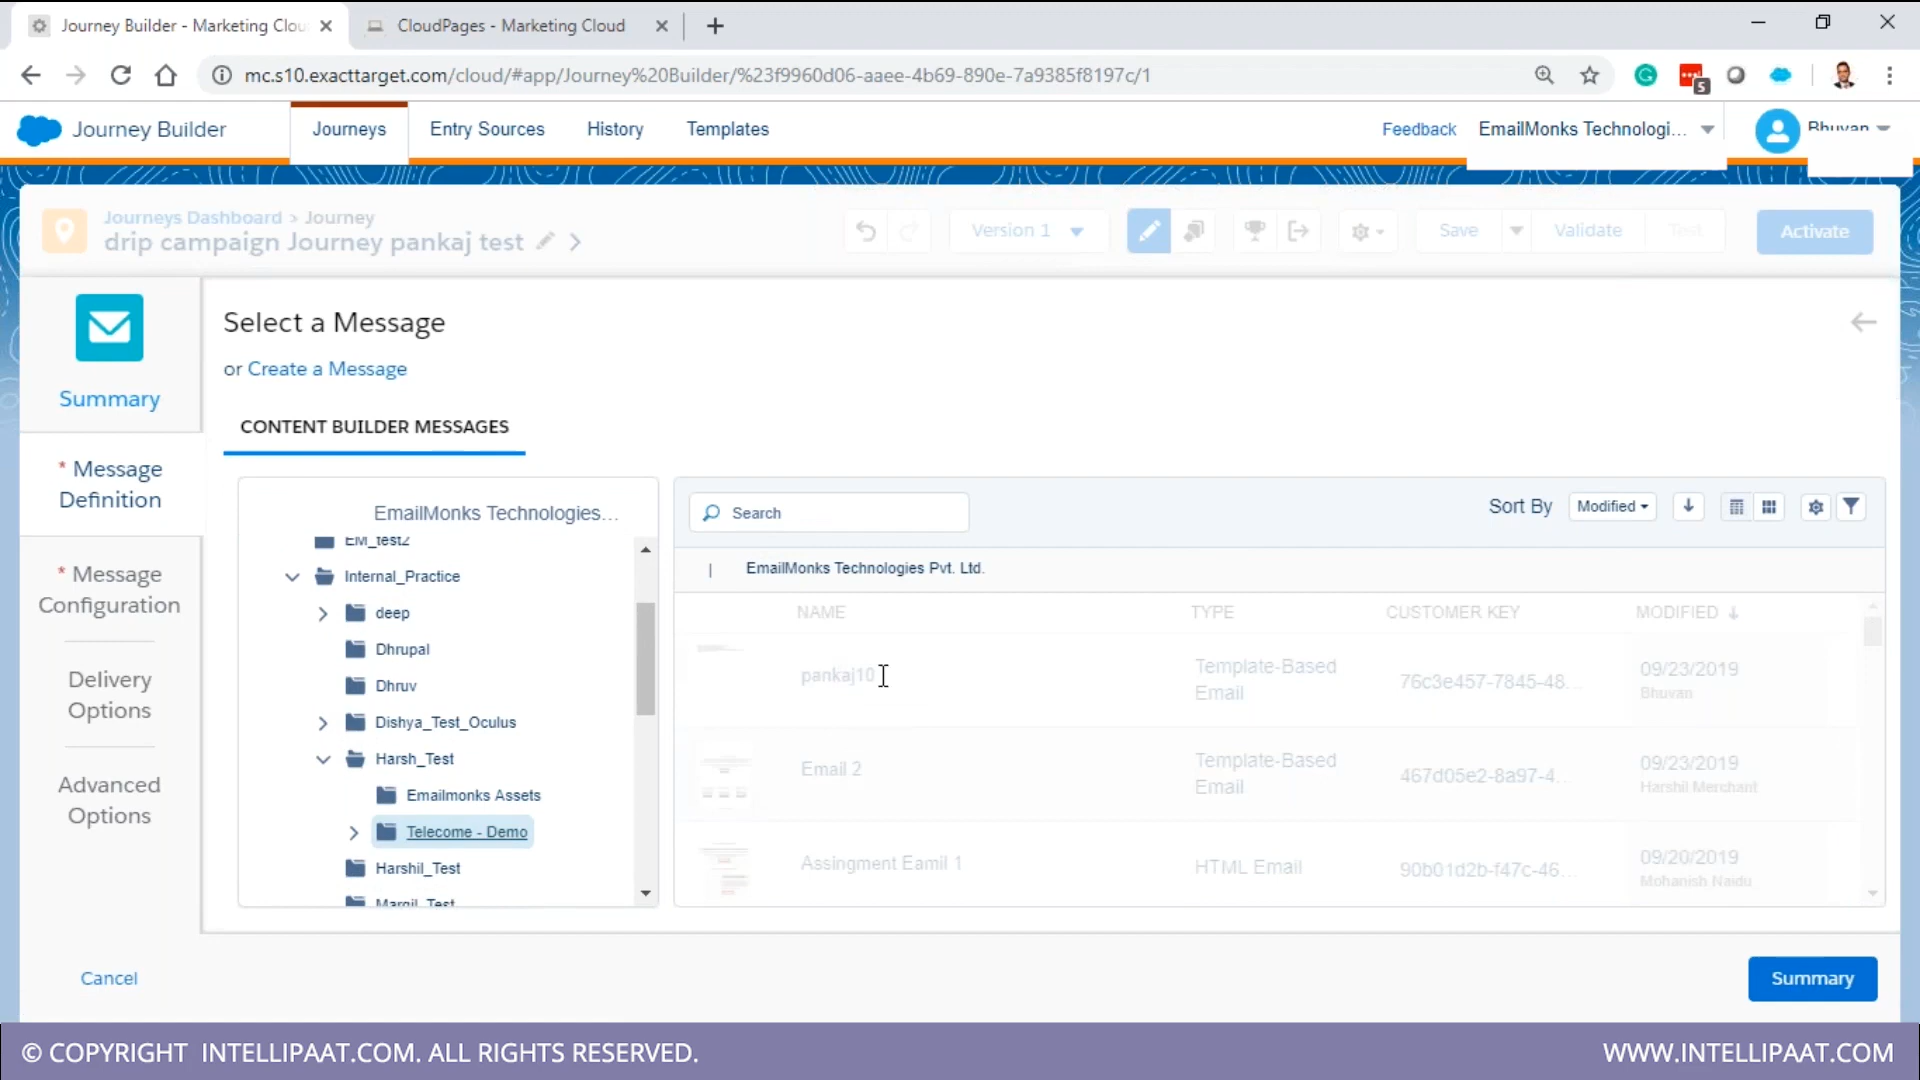 Journey Builder - Marketing Clou
CloudPages - Marketing Cloud
mc.s10.exacttarget.com/cloud/#app/Journey%20Builder/%23f9960d06-aaee-4b69-890e-7a9385f8197c/1
S
Journey Builder
Journeys
Entry Sources
History
Templates
Feedback
EmailMonks Technologi...
Bhuvan
Journeys Dashboard > Journey
drip campaign Journey pankaj test
Version 1
Save
Validate
Test
Activate
Summary
* Message
Definition
* Message
Configuration
Delivery
Options
Advanced
Options
Select a Message
or Create a Message
CONTENT BUILDER MESSAGES
EmailMonks Technologies...
EM_test2
Internal_Practice
deep
Dhrupal
Dhruv
Dishya_Test_Oculus
Harsh_Test
Emailmonks Assets
Telecome - Demo
Harshil_Test
Margil_Test
Search
Sort By
Modified
EmailMonks Technologies Pvt. Ltd.
NAME TYPE CUSTOMER KEY MODIFIED
pankaj10 Template-Based Email 76c3e457-7845-48... 09/23/2019 Bhuvan
Email 2 Template-Based Email 467d05e2-8a97-4... 09/23/2019 Harshil Merchant
Assingment Eamil 1 HTML Email 90b01d2b-f47c-46... 09/20/2019 Mohanish Naidu
Cancel
Summary
© COPYRIGHT INTELLIPAAT.COM. ALL RIGHTS RESERVED.
WWW.INTELLIPAAT.COM